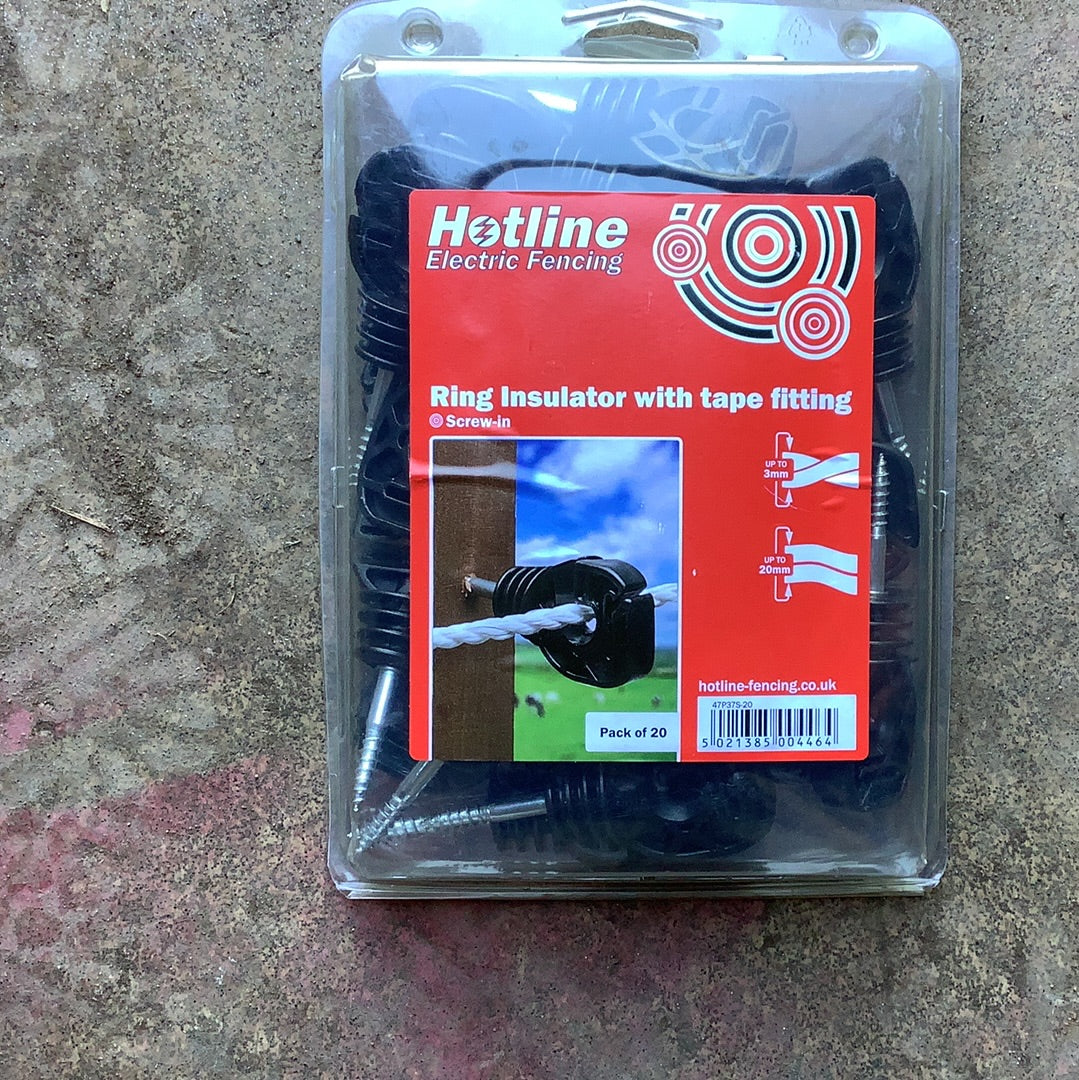 Hotline
Electric Fencing
Ring Insulator with tape fitting
Screw-in
UP TO
3mm
UP TO
20mm
Pack of 20
hotline-fencing.co.uk
47P37S-20
5 021385 004464